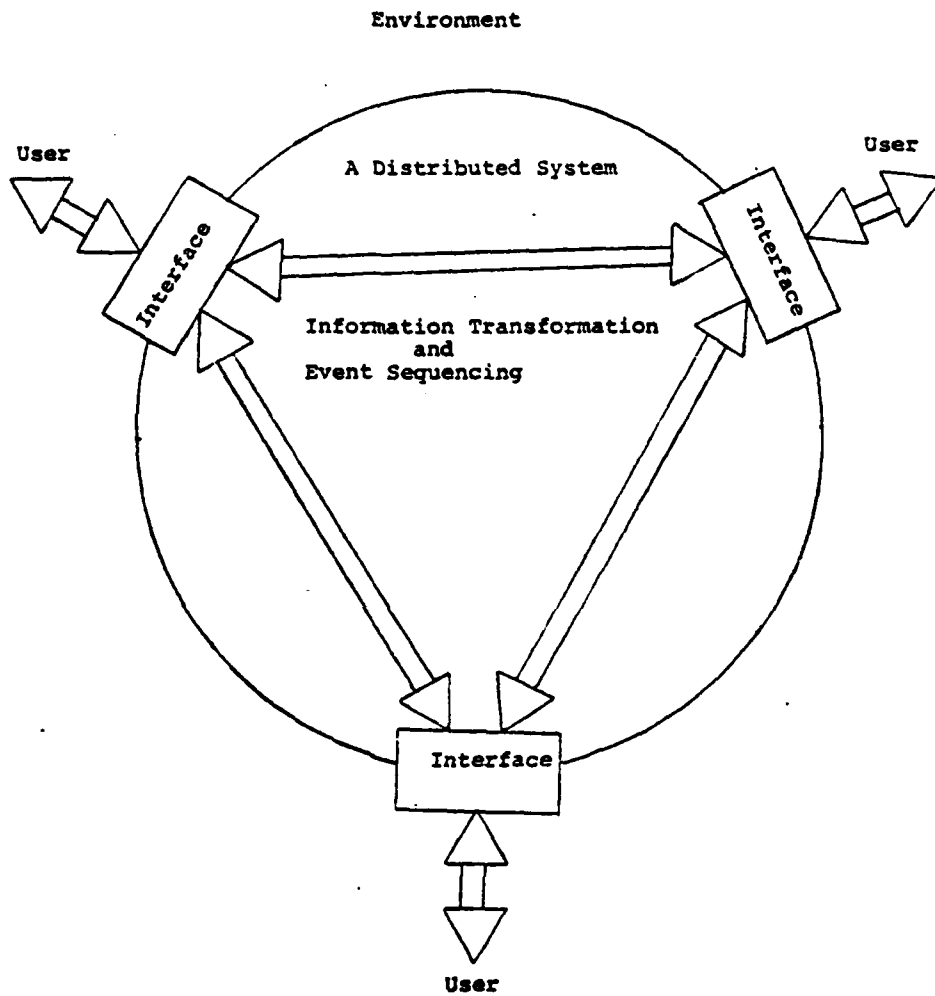 Environment
User
User
A Distributed System
Interface
Interface
Information Transformation
and
Event Sequencing
Interface
User